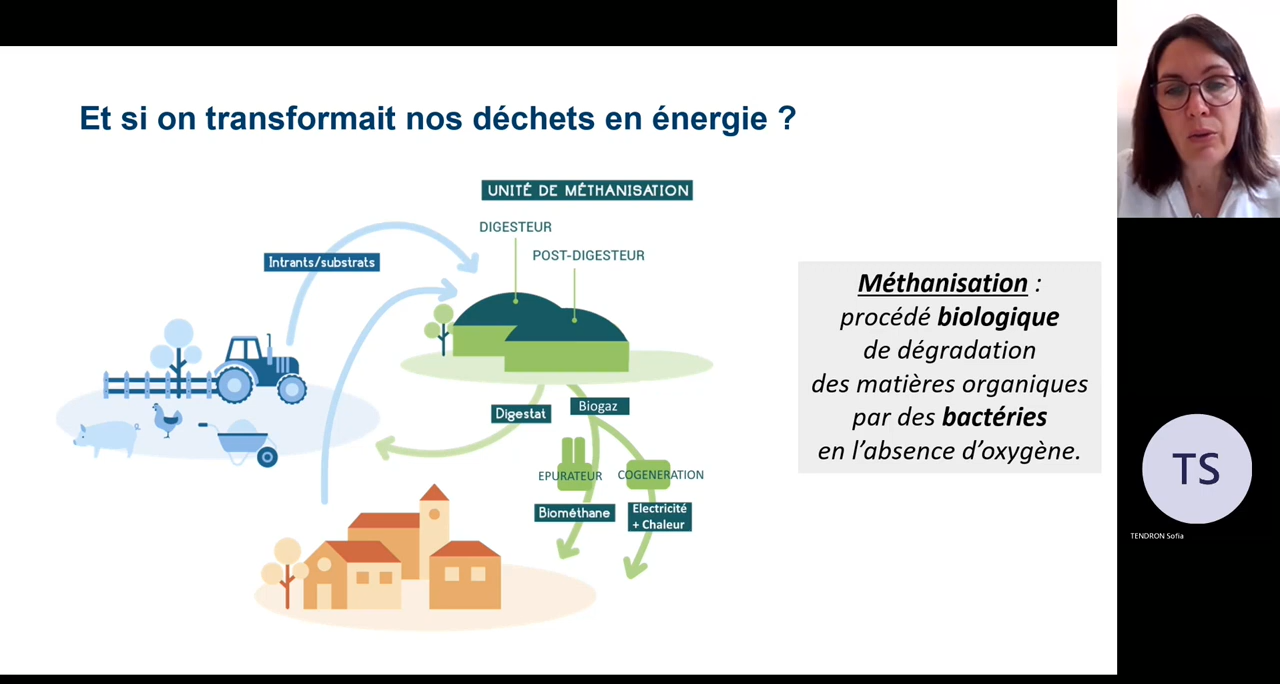 Et si on transformait nos déchets en énergie ?
UNITÉ DE MÉTHANISATION
DIGESTEUR
POST-DIGESTEUR
Intrants/substrats
Digestat
Biogaz
EPURATEUR
COGENERATION
Biométhane
Electricité
+ Chaleur
Méthanisation :
procédé biologique
de dégradation
des matières organiques
par des bactéries
en l’absence d’oxygène.
TS
TENDRON Sofia